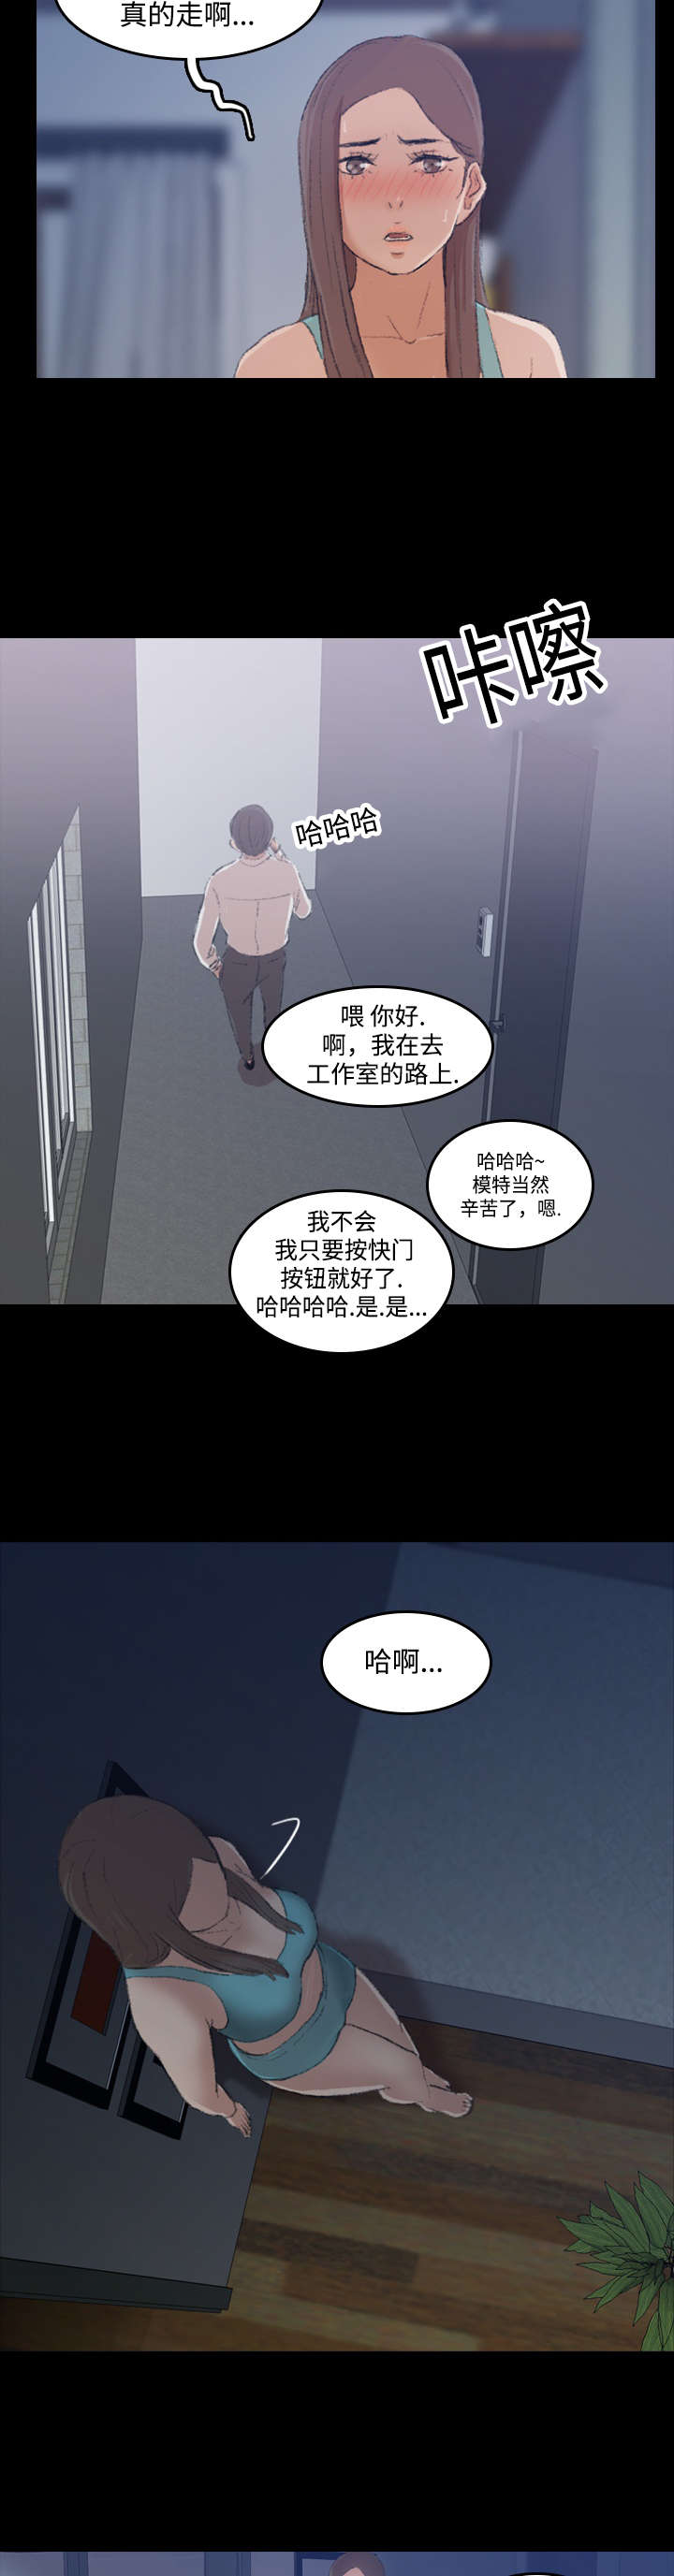 真的走啊...
咔嚓
哈哈哈
喂 你好.
啊，我在去
工作室的路上.
哈哈哈~
模特当然
辛苦了，嗯.
我不会
我只要按快门
按钮就好了.
哈哈哈哈.是.是...
哈啊...